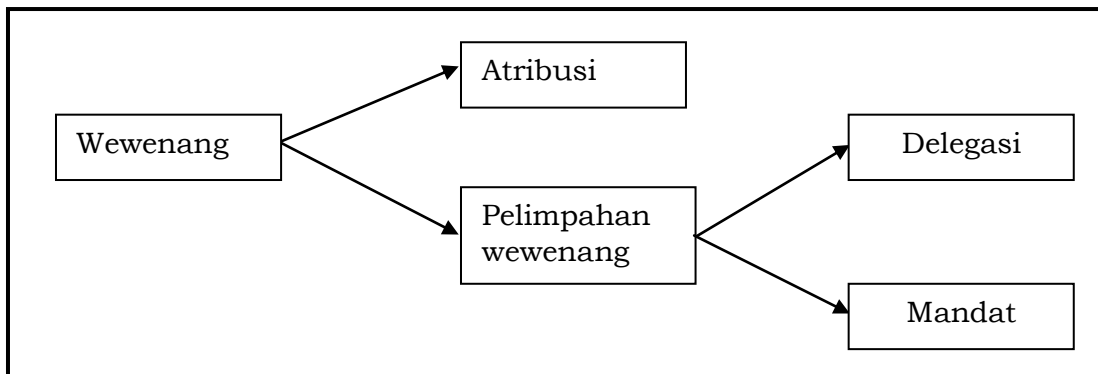 Atribusi
Wewenang
Delegasi
Pelimpahan
wewenang
Mandat